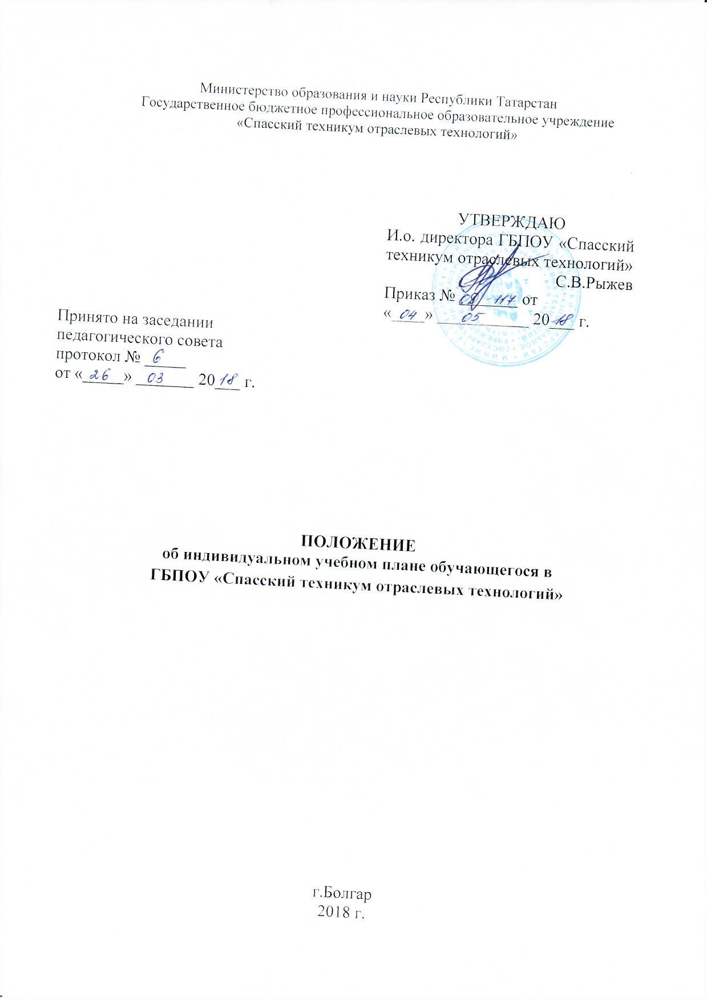 Министерство образования и науки Республики Татарстан
Государственное бюджетное профессиональное образовательное учреждение
«Спасский техникум отраслевых технологий»
УТВЕРЖДАЮ
И.о. директора ГБПОУ «Спасский
техникум отраслевых технологий»
С.В.Рыжев
Приказ № -117 от
«04» 05 2018 г.
Принято на заседании
педагогического совета
протокол № 6
от «26» 03 2018 г.
ПОЛОЖЕНИЕ
об индивидуальном учебном плане обучающегося в
ГБПОУ «Спасский техникум отраслевых технологий»
г.Болгар
2018 г.